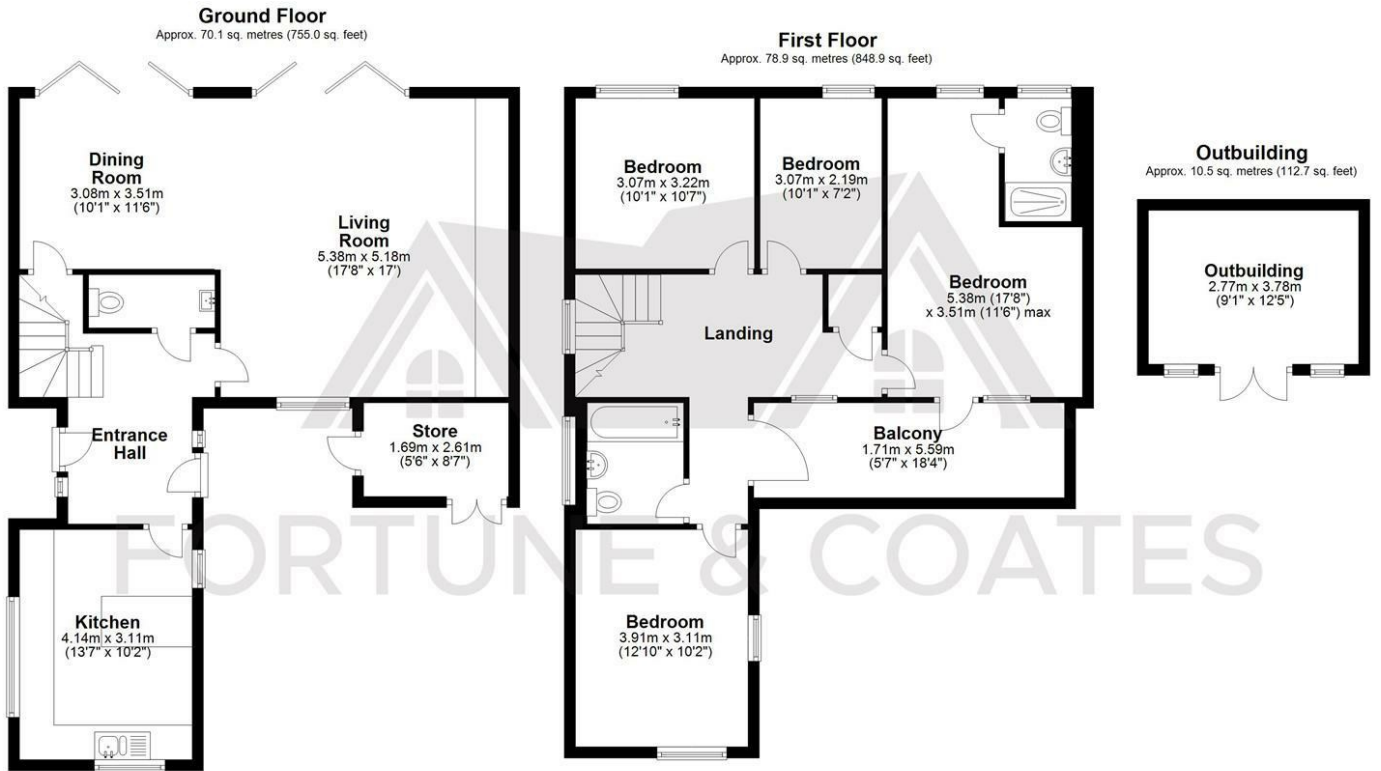 Ground Floor
Approx. 70.1 sq. metres (755.0 sq. feet)
Dining
Room
3.08m x 3.51m
(10'1" x 11'6")
Living
Room
5.38m x 5.18m
(17'8" x 17')
Entrance
Hall
Store
1.69m x 2.61m
(5'6" x 8'7")
Kitchen
4.14m x 3.11m
(13'7" x 10'2")
First Floor
Approx. 78.9 sq. metres (848.9 sq. feet)
Bedroom
3.07m x 3.22m
(10'1" x 10'7")
Bedroom
3.07m x 2.19m
(10'1" x 7'2")
Bedroom
5.38m (17'8")
x 3.51m (11'6") max
Landing
Balcony
1.71m x 5.59m
(5'7" x 18'4")
Bedroom
3.91m x 3.11m
(12'10" x 10'2")
Outbuilding
Approx. 10.5 sq. metres (112.7 sq. feet)
Outbuilding
2.77m x 3.78m
(9'1" x 12'5")
FORTUNE & COATES